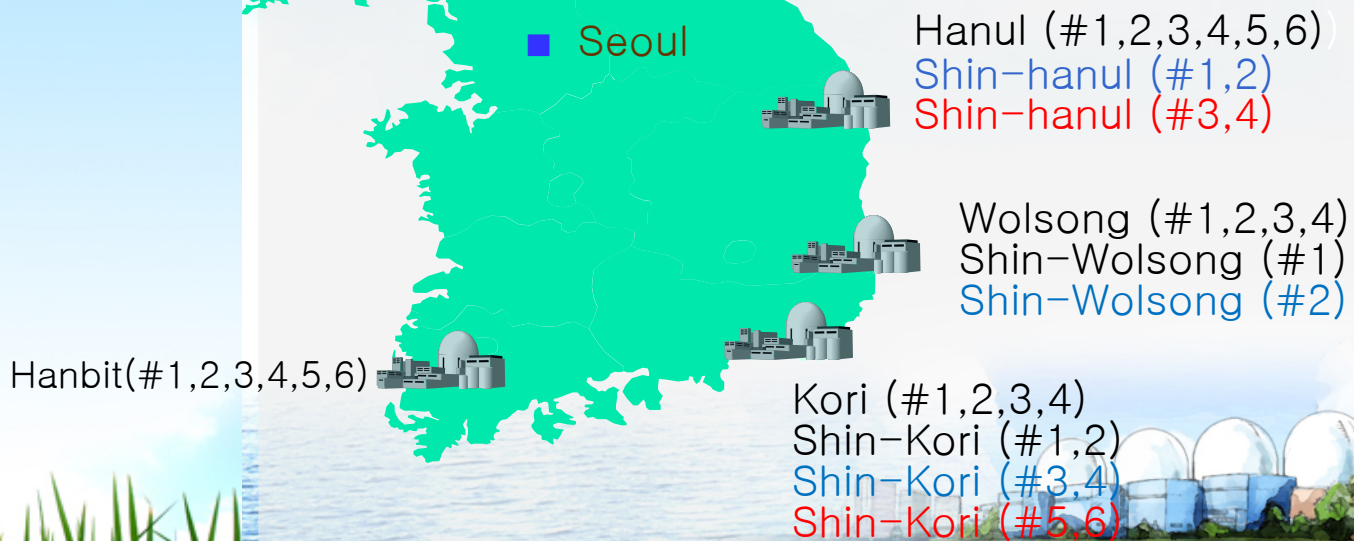 Seoul
Hanul (#1,2,3,4,5,6))
Shin-hanul (#1,2)
Shin-hanul (#3,4)
Wolsong (#1,2,3,4)
Shin-Wolsong (#1)
Shin-Wolsong (#2)
Hanbit(#1,2,3,4,5,6)
Kori (#1,2,3,4)
Shin-Kori (#1,2)
Shin-Kori (#3,4)
Shin-Kori (#5,6)